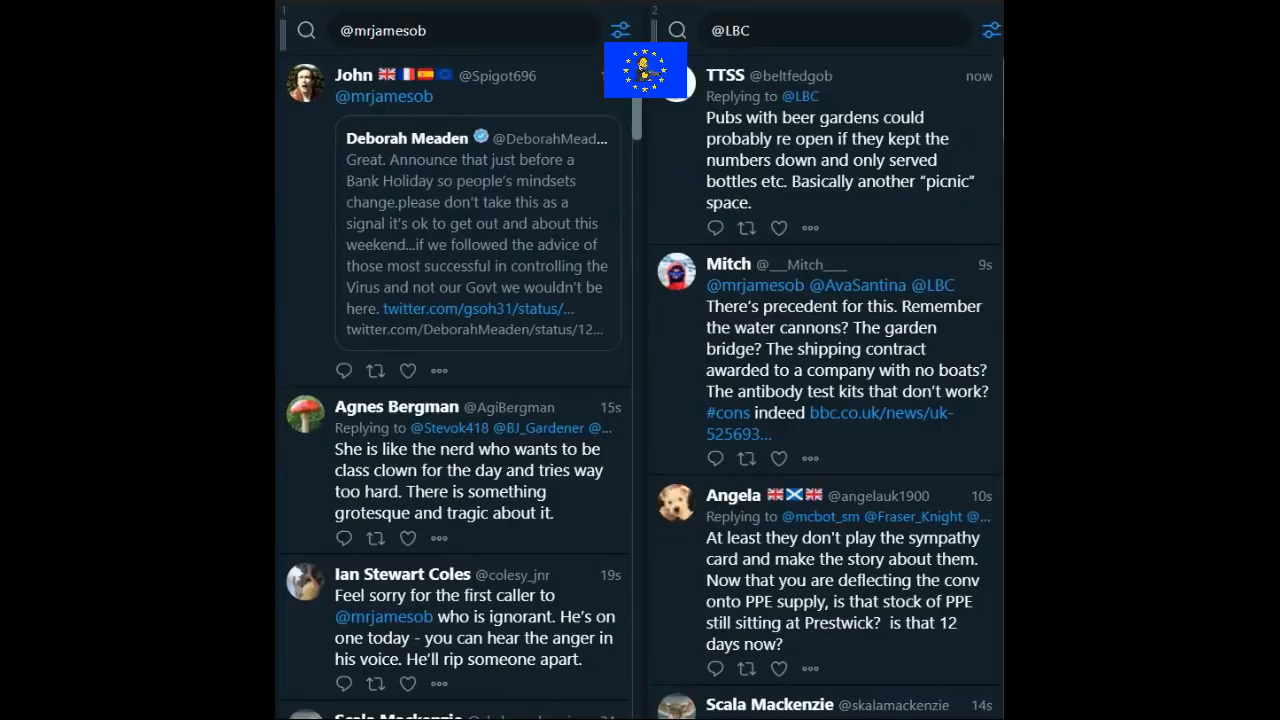 1
@mrjamesob
John @Spigot696
@mrjamesob
Deborah Meaden @DeborahMead...
Great. Announce that just before a
Bank Holiday so people's mindsets
change.please don't take this as a
signal it's ok to get out and about this
weekend...if we followed the advice of
those most successful in controlling the
Virus and not our Govt we wouldn't be
here. twitter.com/gsoh31/status/...
twitter.com/DeborahMeaden/status/12...
Agnes Bergman @AgiBergman 15s
Replying to @Stevok418 @BJ_Gardener @...
She is like the nerd who wants to be
class clown for the day and tries way
too hard. There is something
grotesque and tragic about it.
Ian Stewart Coles @colesy_jnr 19s
Feel sorry for the first caller to
@mrjamesob who is ignorant. He's on
one today - you can hear the anger in
his voice. He'll rip someone apart.
2
@LBC
TTSS @beltfedgob now
Replying to @LBC
Pubs with beer gardens could
probably re open if they kept the
numbers down and only served
bottles etc. Basically another “picnic”
space.
Mitch @___Mitch____ 9s
@mrjamesob @AvaSantina @LBC
There's precedent for this. Remember
the water cannons? The garden
bridge? The shipping contract
awarded to a company with no boats?
The antibody test kits that don't work?
#cons indeed bbc.co.uk/news/uk-
525693...
Angela @angelauk1900 10s
Replying to @mcbot_sm @Fraser_Knight @...
At least they don't play the sympathy
card and make the story about them.
Now that you are deflecting the conv
onto PPE supply, is that stock of PPE
still sitting at Prestwick? is that 12
days now?
Scala Mackenzie @skalamackenzie 14s